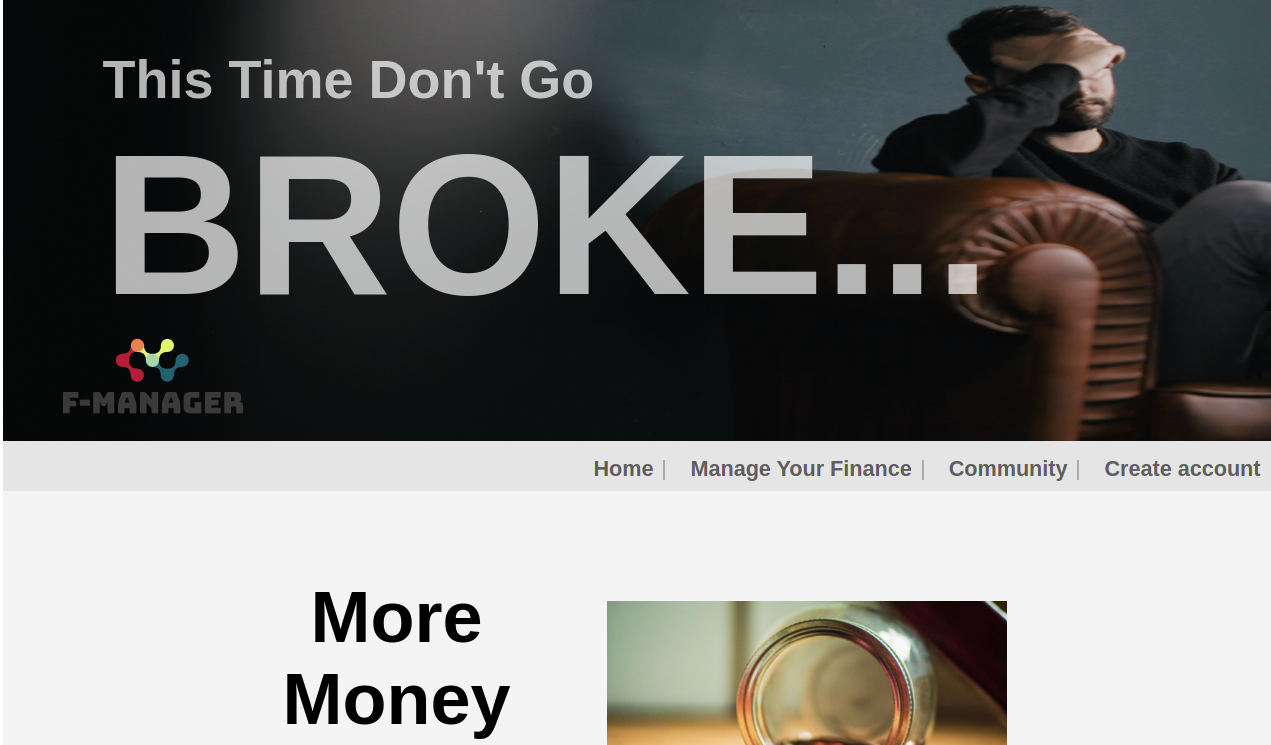 This Time Don't Go
BROKE...
F-MANAGER
Home | Manage Your Finance | Community | Create account
More
Money